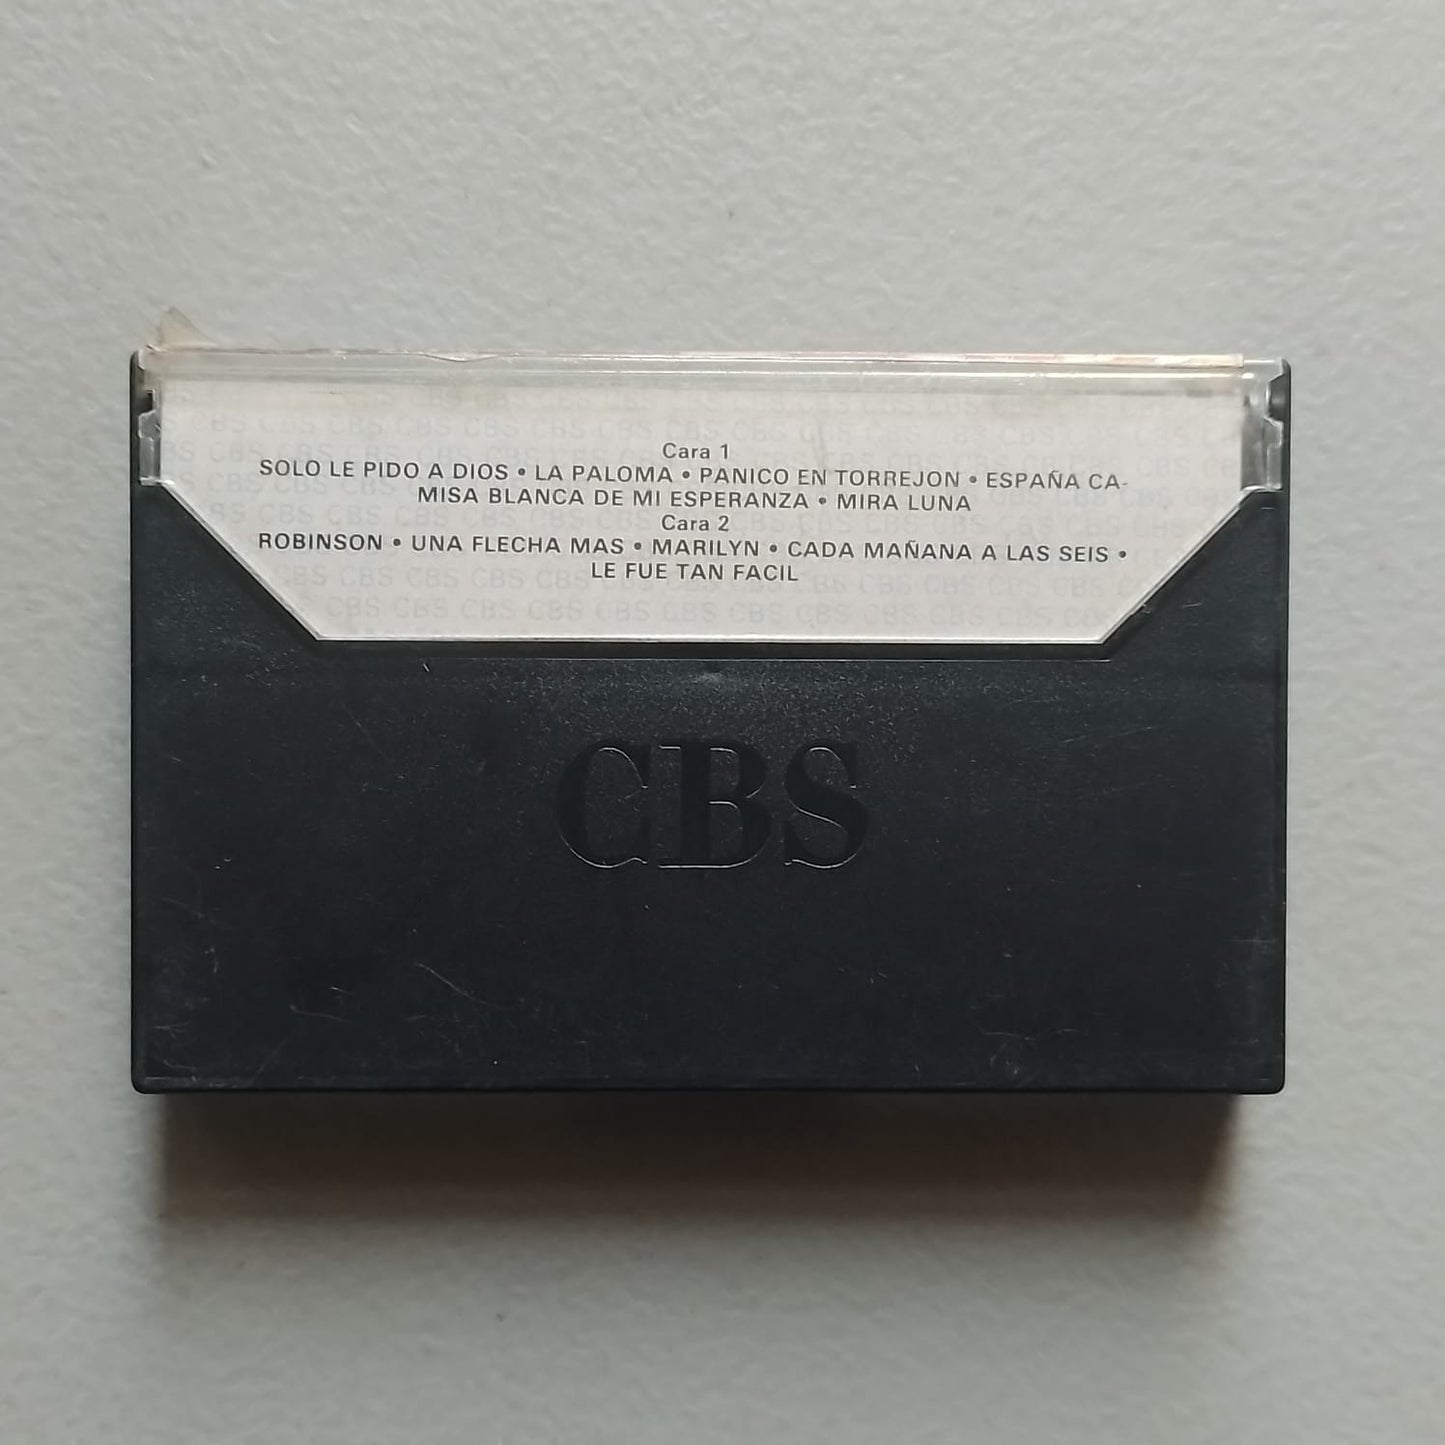 Cara 1
SOLO LE PIDO A DIOS • LA PALOMA • PANICO EN TORREJON • ESPAÑA CA-
MISA BLANCA DE MI ESPERANZA • MIRA LUNA
Cara 2
ROBINSON • UNA FLECHA MAS • MARILYN • CADA MAÑANA A LAS SEIS •
LE FUE TAN FACIL
CBS